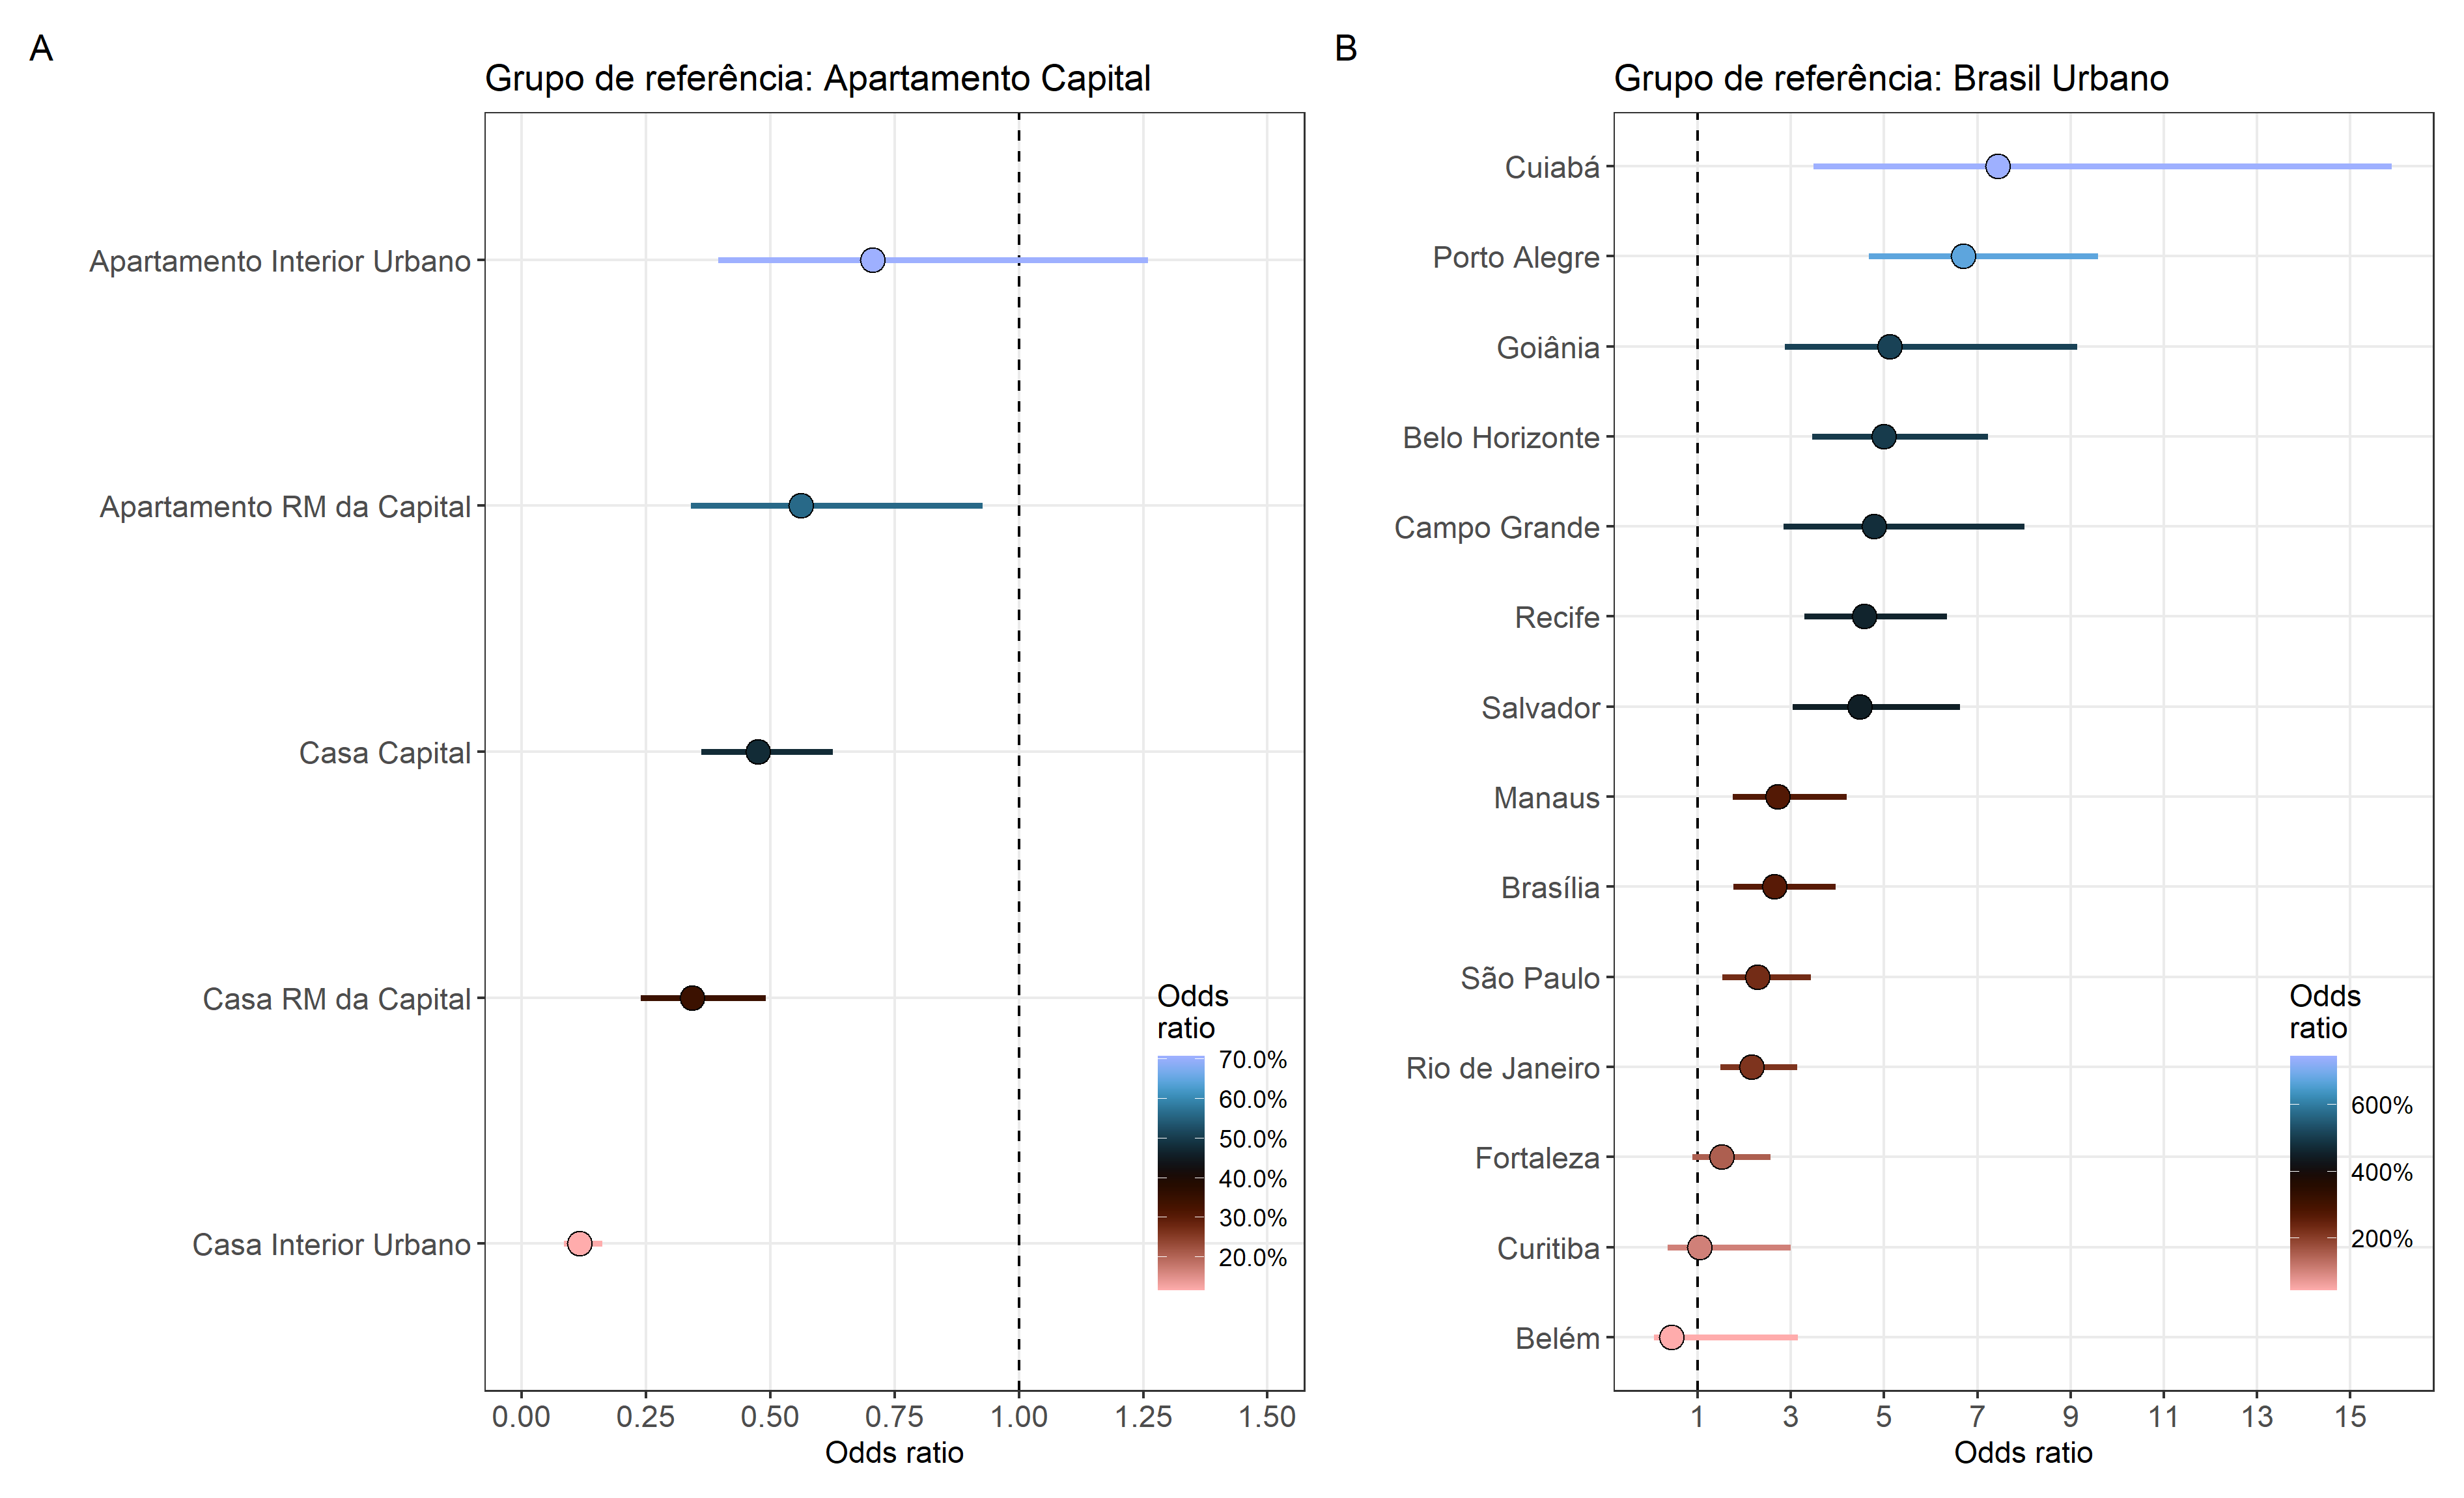 A
Grupo de referência: Apartamento Capital
Apartamento Interior Urbano
Apartamento RM da Capital
Casa Capital
Casa RM da Capital
Casa Interior Urbano
Odds
ratio
70.0%
60.0%
50.0%
40.0%
30.0%
20.0%
0.00 0.25 0.50 0.75 1.00 1.25 1.50
Odds ratio
B
Grupo de referência: Brasil Urbano
Cuiabá
Porto Alegre
Goiânia
Belo Horizonte
Campo Grande
Recife
Salvador
Manaus
Brasília
São Paulo
Rio de Janeiro
Fortaleza
Curitiba
Belém
Odds
ratio
600%
400%
200%
1 3 5 7 9 11 13 15
Odds ratio